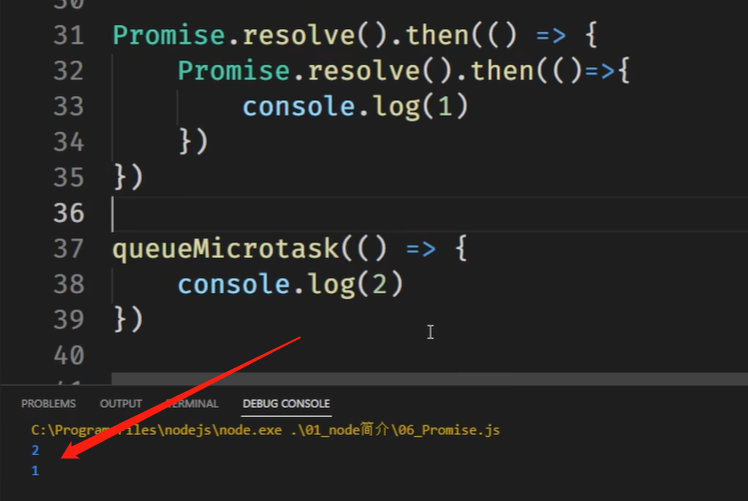 30
31 Promise.resolve().then(() => {
32 Promise.resolve().then(()=>{
33 console.log(1)
34 })
35 })
36
37 queueMicrotask(() => {
38 console.log(2)
39 })
40
41
PROBLEMS OUTPUT TERMINAL DEBUG CONSOLE
C:\Program Files\nodejs\node.exe .\01_node简介\06_Promise.js
2
1